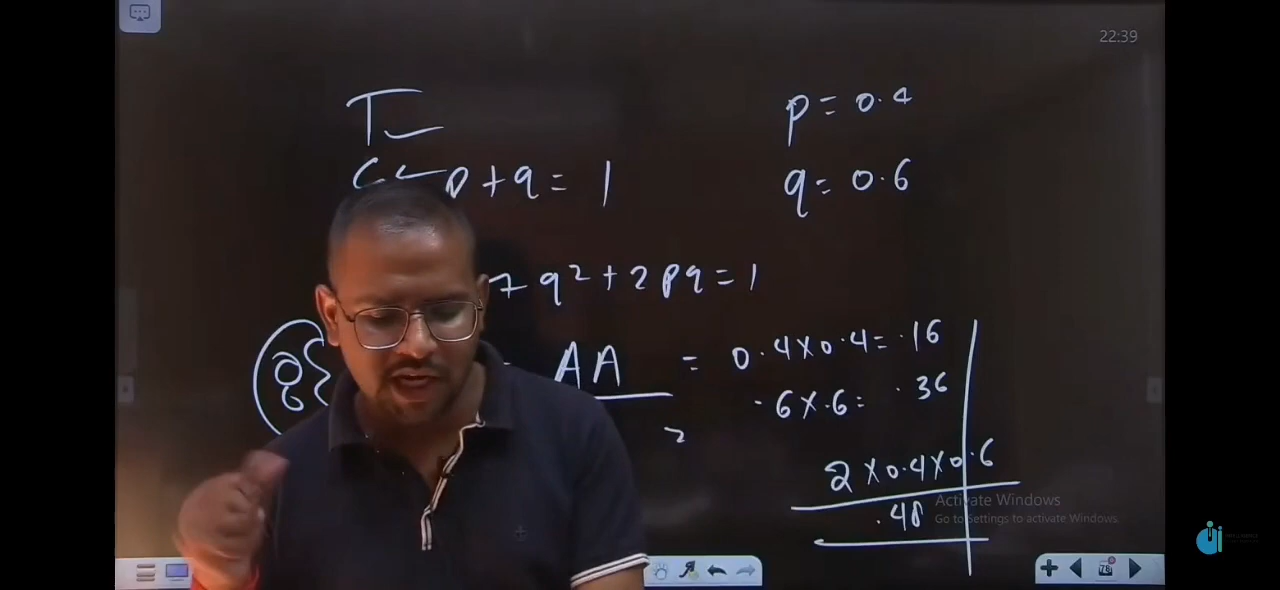 22:39
p = 0.4
p + q = 1
q = 0.6
q² + 2pq = 1
AA = 0.4 × 0.4 = .16
.6 × .6 = .36
2 × 0.4 × 0.6
.48
Activate Windows
Go to Settings to activate Windows.